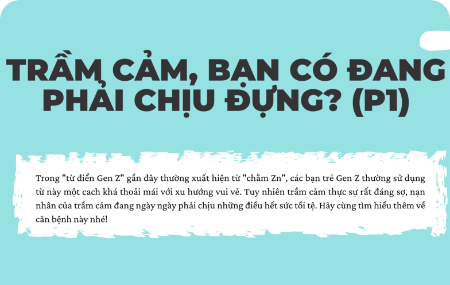 TRẦM CẢM, BẠN CÓ ĐANG
PHẢI CHỊU ĐỰNG? (P1)
Trong "từ điển Gen Z" gần đây thường xuất hiện từ "chằm Zn", các bạn trẻ Gen Z thường sử dụng
từ này một cach khá thoải mái với xu hướng vui vẻ. Tuy nhiên trầm cảm thực sự rất đáng sợ, nạn
nhân của trầm cảm đang ngày ngày phải chịu những điều hết sức tồi tệ. Hãy cùng tìm hiểu thêm về
căn bệnh này nhé!